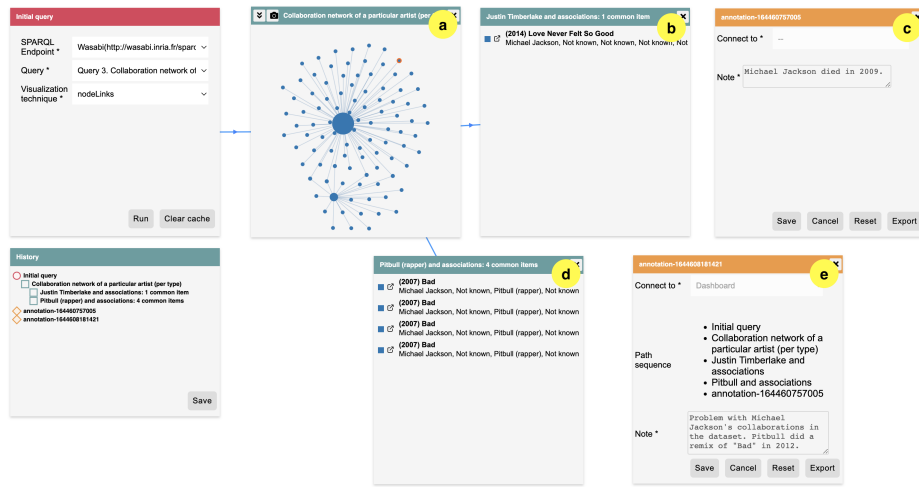 Initial query
SPARQL
Endpoint *
Wasabi(http://wasabi.inria.fr/sparc
Query *
Query 3. Collaboration network of
Visualization
technique *
nodeLinks
Run
Clear cache
Collaboration network of a particular artist (per
a
Justin Timberlake and associations: 1 common item
b
(2014) Love Never Felt So Good
Michael Jackson, Not known, Not known, Not known, Not
annotation-164460757005
c
Connect to *
--
Note *
Michael Jackson died in 2009.
Save
Cancel
Reset
Export
History
Initial query
Collaboration network of a particular artist (per type)
Justin Timberlake and associations: 1 common item
Pitbull (rapper) and associations: 4 common items
annotation-164460757005
annotation-1644608181421
Save
Pitbull (rapper) and associations: 4 common items
d
(2007) Bad
Michael Jackson, Not known, Pitbull (rapper), Not known
(2007) Bad
Michael Jackson, Not known, Pitbull (rapper), Not known
(2007) Bad
Michael Jackson, Not known, Pitbull (rapper), Not known
(2007) Bad
Michael Jackson, Not known, Pitbull (rapper), Not known
annotation-1644608181421
e
Connect to *
Dashboard
Path
sequence
• Initial query
• Collaboration network of a
particular artist (per type)
• Justin Timberlake and
associations
• Pitbull and associations
• annotation-164460757005
Note *
Problem with Michael
Jackson's collaborations in
the dataset. Pitbull did a
remix of "Bad" in 2012.
Save
Cancel
Reset
Export